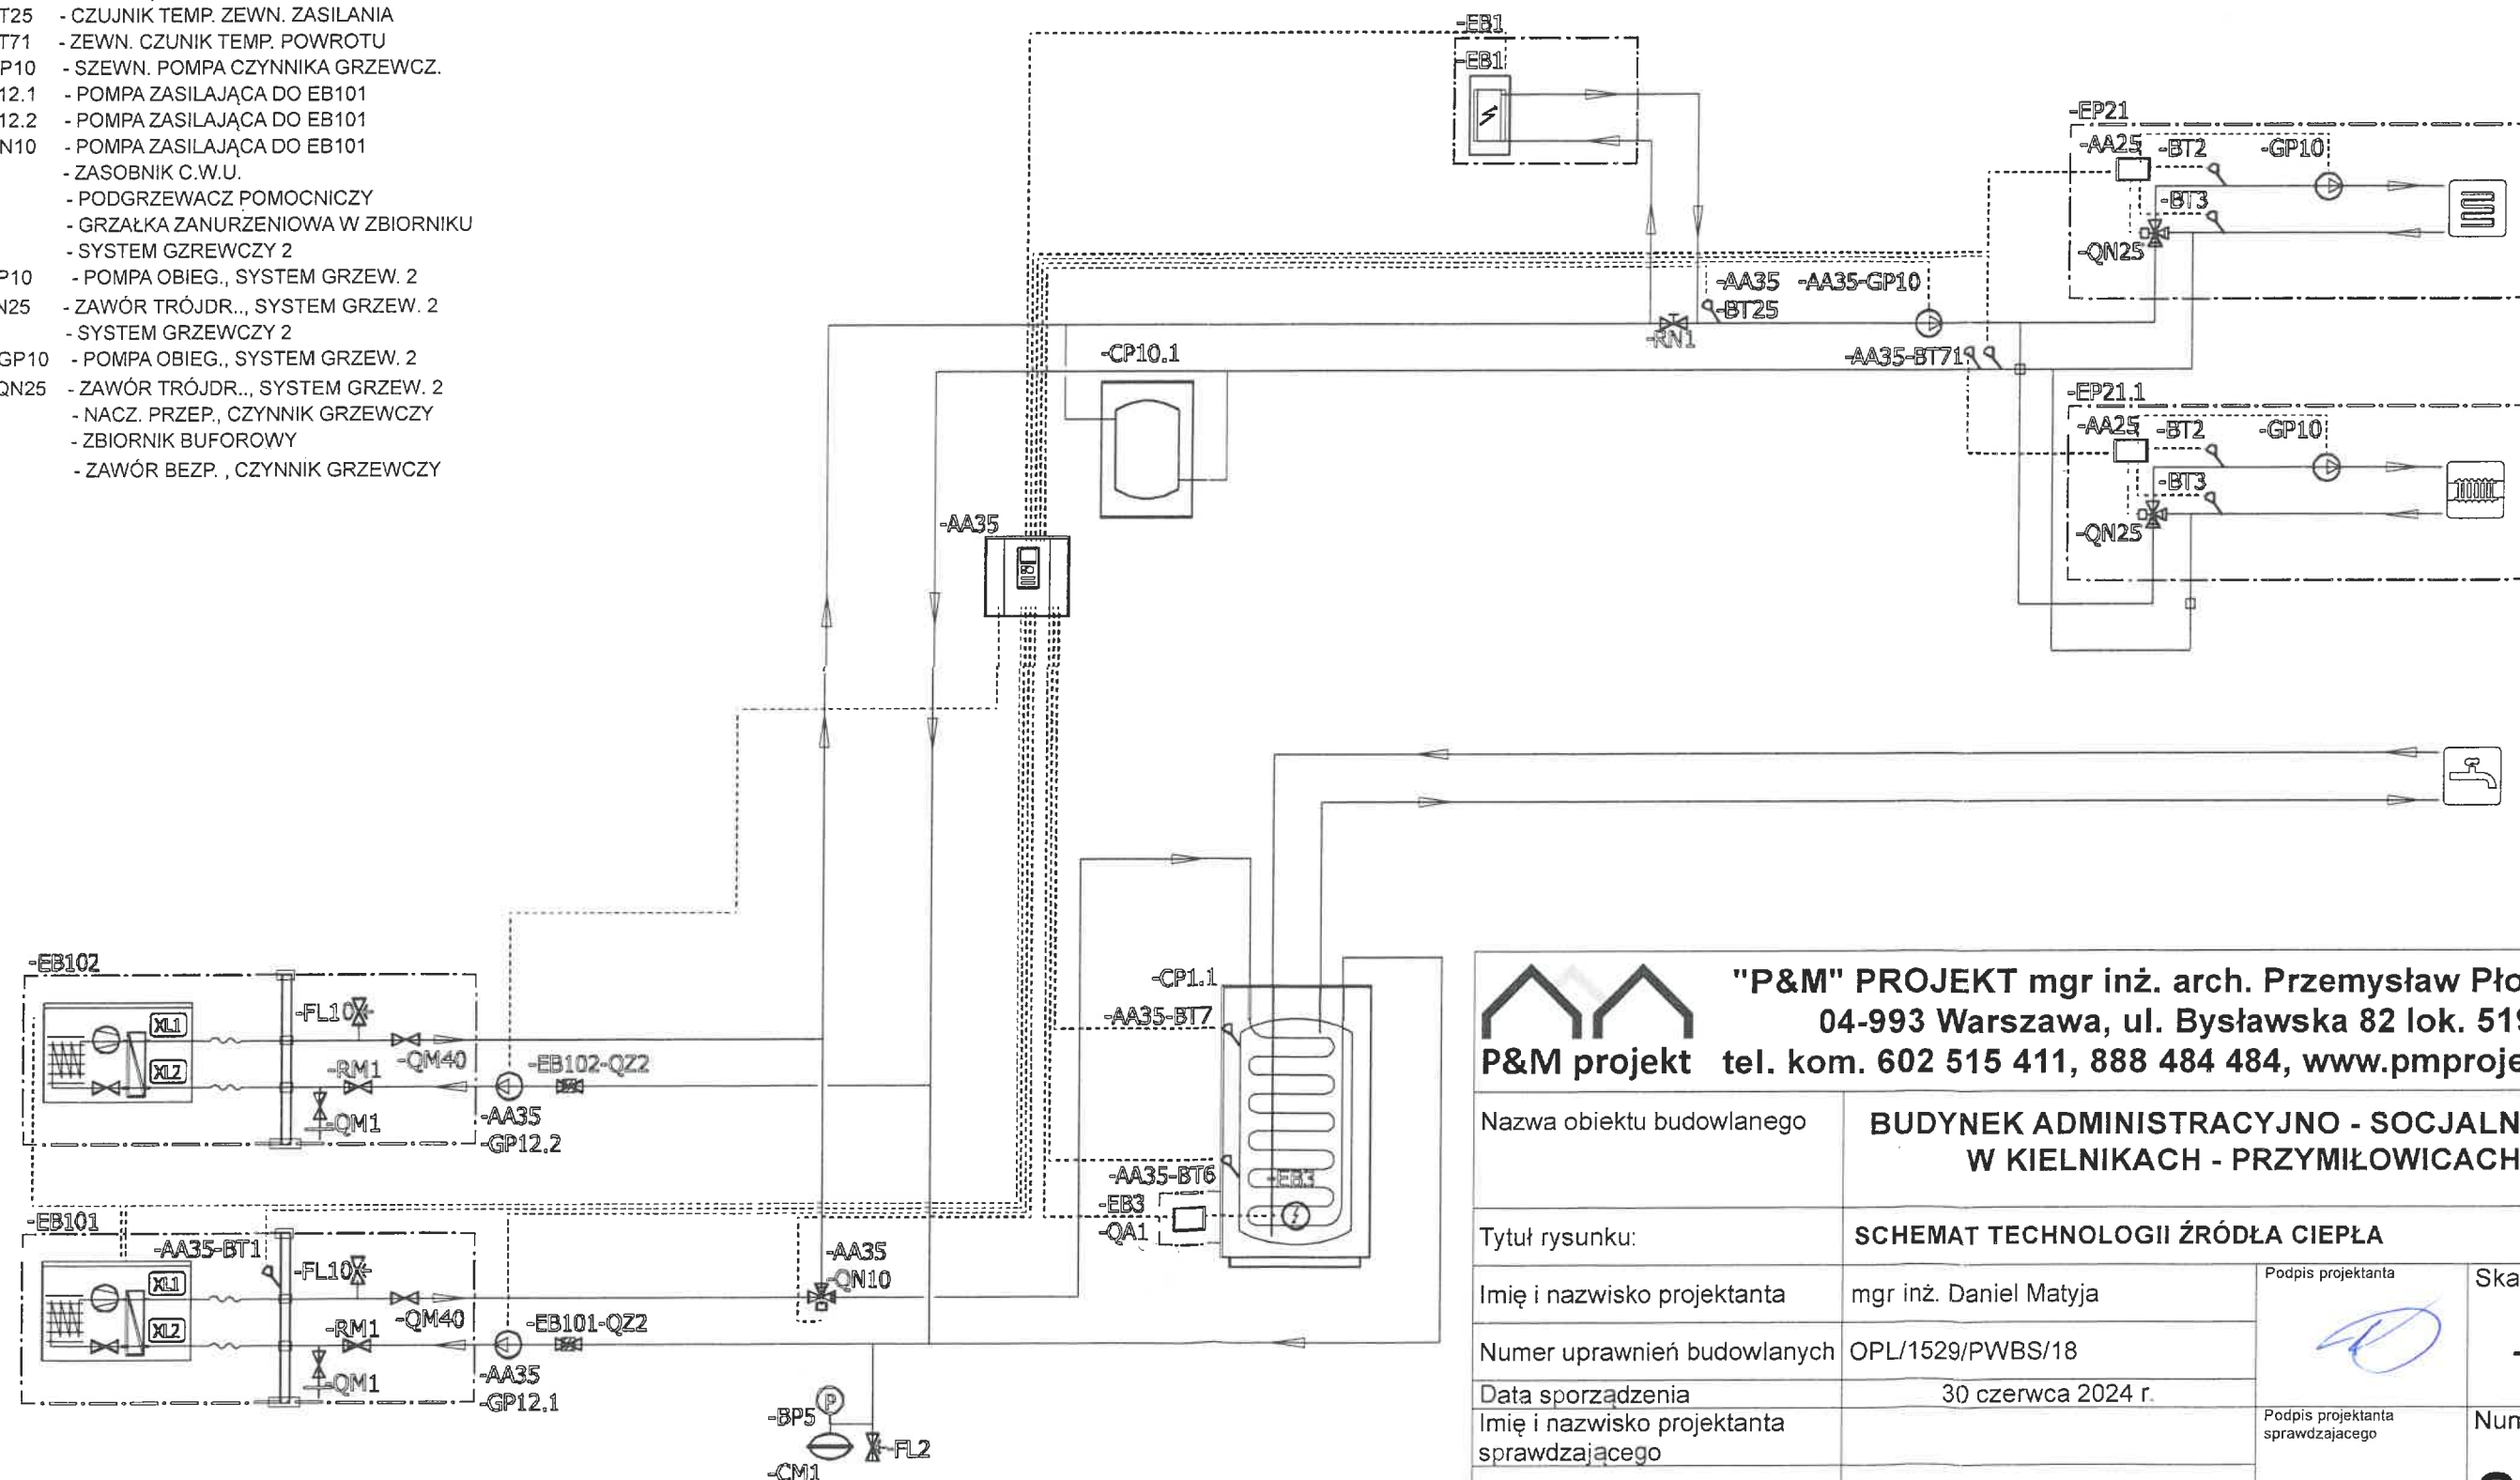 T25 - CZUJNIK TEMP. ZEWN. ZASILANIA
T71 - ZEWN. CZUNIK TEMP. POWROTU
P10 - SZEWN. POMPA CZYNNIKA GRZEWCZ.
12.1 - POMPA ZASILAJĄCA DO EB101
12.2 - POMPA ZASILAJĄCA DO EB101
N10 - POMPA ZASILAJĄCA DO EB101
- ZASOBNIK C.W.U.
- PODGRZEWACZ POMOCNICZY
- GRZAŁKA ZANURZENIOWA W ZBIORNIKU
- SYSTEM GZREWCZY 2
P10 - POMPA OBIEG., SYSTEM GRZEW. 2
N25 - ZAWÓR TRÓJDR.., SYSTEM GRZEW. 2
- SYSTEM GRZEWCZY 2
GP10 - POMPA OBIEG., SYSTEM GRZEW. 2
QN25 - ZAWÓR TRÓJDR.., SYSTEM GRZEW. 2
- NACZ. PRZEP., CZYNNIK GRZEWCZY
- ZBIORNIK BUFOROWY
- ZAWÓR BEZP. , CZYNNIK GRZEWCZY
-EB1
-EB1
-EP21
-AA25 -BT2 -GP10
-BT3
-QN25
-AA35 -AA35-GP10
-BT25
-RN1
-AA35-BT71
-CP10.1
-EP21.1
-AA25 -BT2 -GP10
-BT3
-QN25
-AA35
-EB102
XL1
XL2
-FL10
-QM40
-RM1
-QM1
-EB102-QZ2
-AA35
-GP12.2
-CP1.1
-AA35-BT7
-AA35-BT6
-EB3
-EB3
-QA1
-EB101
-AA35-BT1
XL1
XL2
-FL10
-QM40
-RM1
-QM1
-EB101-QZ2
-AA35
-GP12.1
-AA35
-QN10
-BP5
P
-FL2
-CM1
"P&M" PROJEKT mgr inż. arch. Przemysław Pło
04-993 Warszawa, ul. Bysławska 82 lok. 519
P&M projekt tel. kom. 602 515 411, 888 484 484, www.pmproje
Nazwa obiektu budowlanego
BUDYNEK ADMINISTRACYJNO - SOCJALN
W KIELNIKACH - PRZYMIŁOWICACH
Tytuł rysunku: SCHEMAT TECHNOLOGII ŹRÓDŁA CIEPŁA
Imię i nazwisko projektanta mgr inż. Daniel Matyja
Podpis projektanta
Ska
Numer uprawnień budowlanych OPL/1529/PWBS/18
Data sporządzenia 30 czerwca 2024 r.
Imię i nazwisko projektanta
sprawdzającego
Podpis projektanta
sprawdzajacego
Num